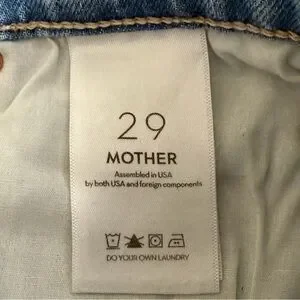 29
MOTHER
Assembled in USA
by both USA and foreign components
DO YOUR OWN LAUNDRY